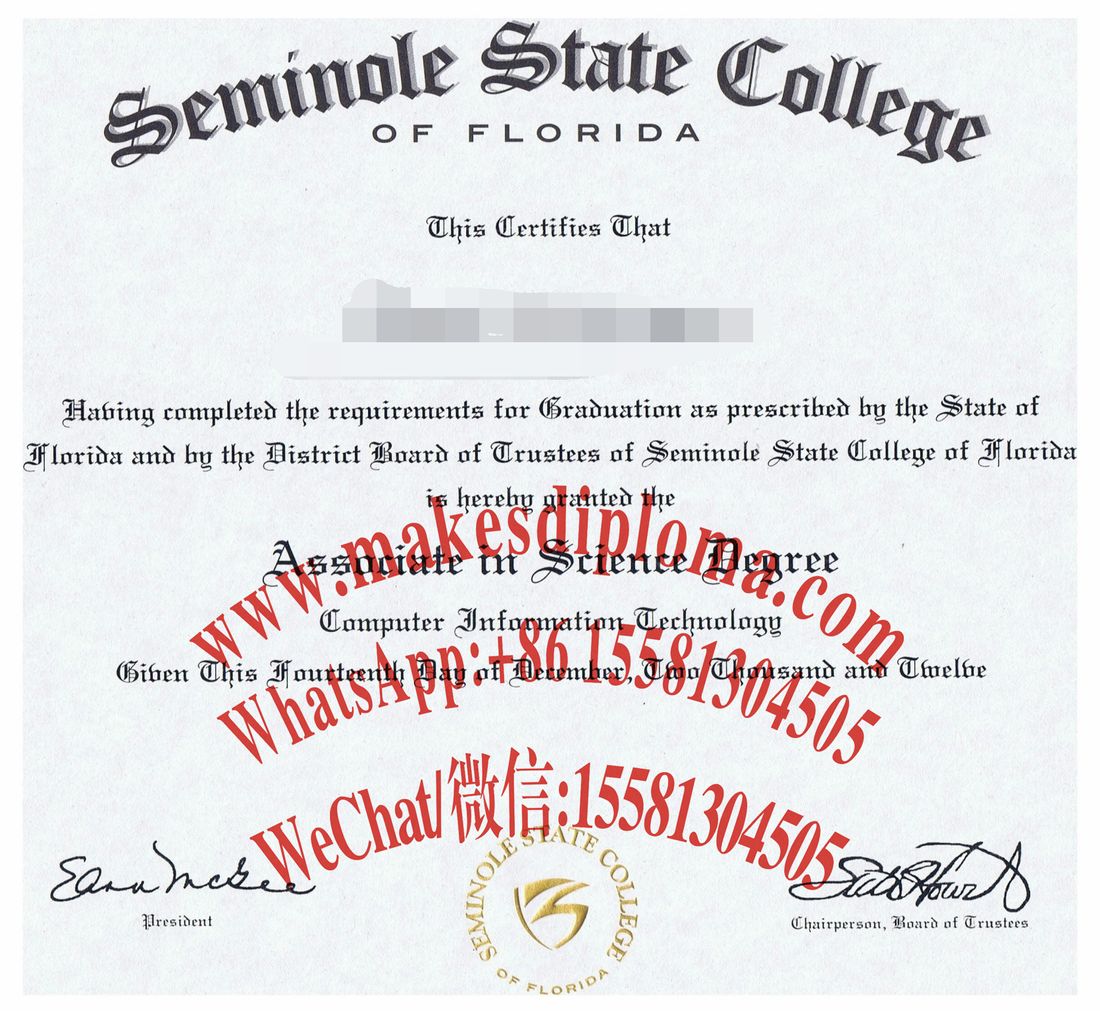 Seminole State College
OF FLORIDA
This Certifies That
Having completed the requirements for Graduation as prescribed by the State of
Florida and by the District Board of Trustees of Seminole State College of Florida
is hereby granted the
Associate in Science Degree
www.makesdiploma.com
Computer Information Technology
Given This Fourteenth Day of December, Two Thousand and Twelve
WhatsApp:+86 15581304505
WeChat/微信:15581304505
President
SEMINOLE STATE COLLEGE
OF FLORIDA
Chairperson, Board of Trustees